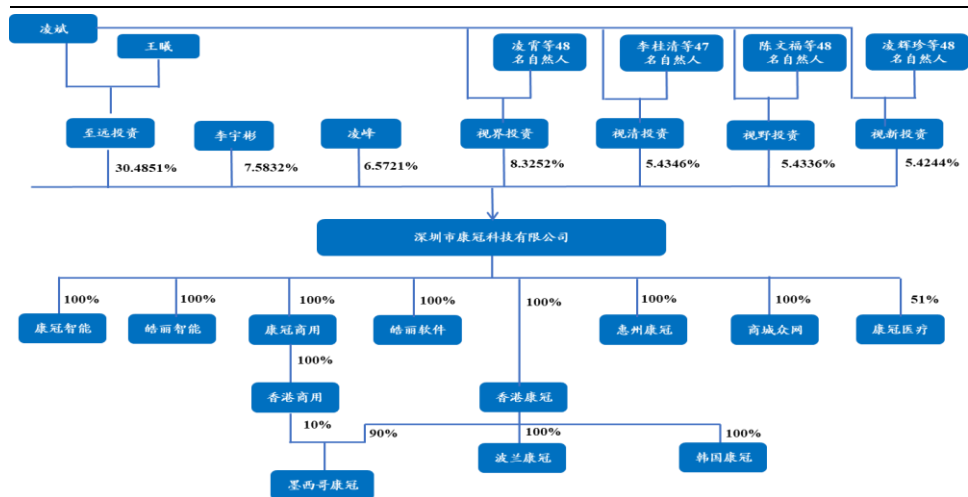 凌斌
王曦
凌霄等48
名自然人
李桂清等47
名自然人
陈文福等48
名自然人
凌辉珍等48
名自然人
至远投资
李宇彬
凌峰
视界投资
视清投资
视野投资
视新投资
30.4851%
7.5832%
6.5721%
8.3252%
5.4346%
5.4336%
5.4244%
深圳市康冠科技有限公司
100%
100%
100%
100%
100%
100%
100%
51%
康冠智能
皓丽智能
康冠商用
皓丽软件
惠州康冠
商城众网
康冠医疗
100%
香港商用
香港康冠
10%
90%
100%
100%
波兰康冠
韩国康冠
墨西哥康冠